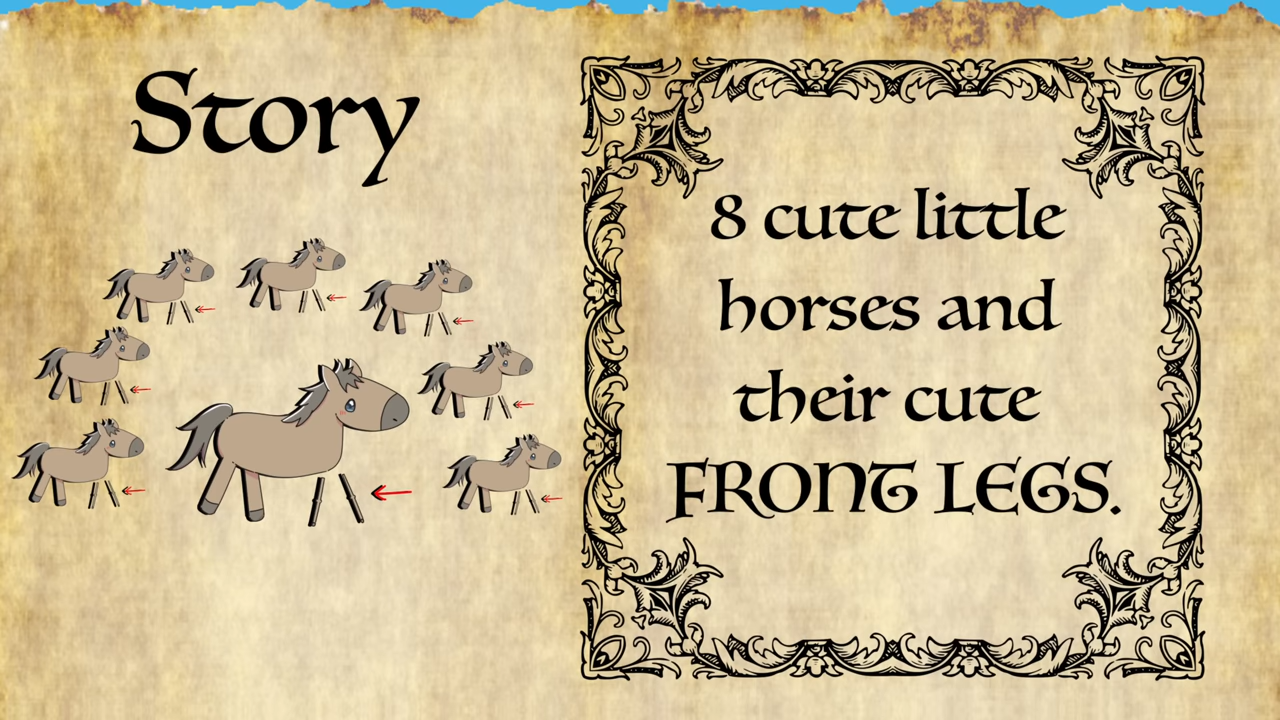 Story
8 cute little
horses and
their cute
FRONT LEGS.